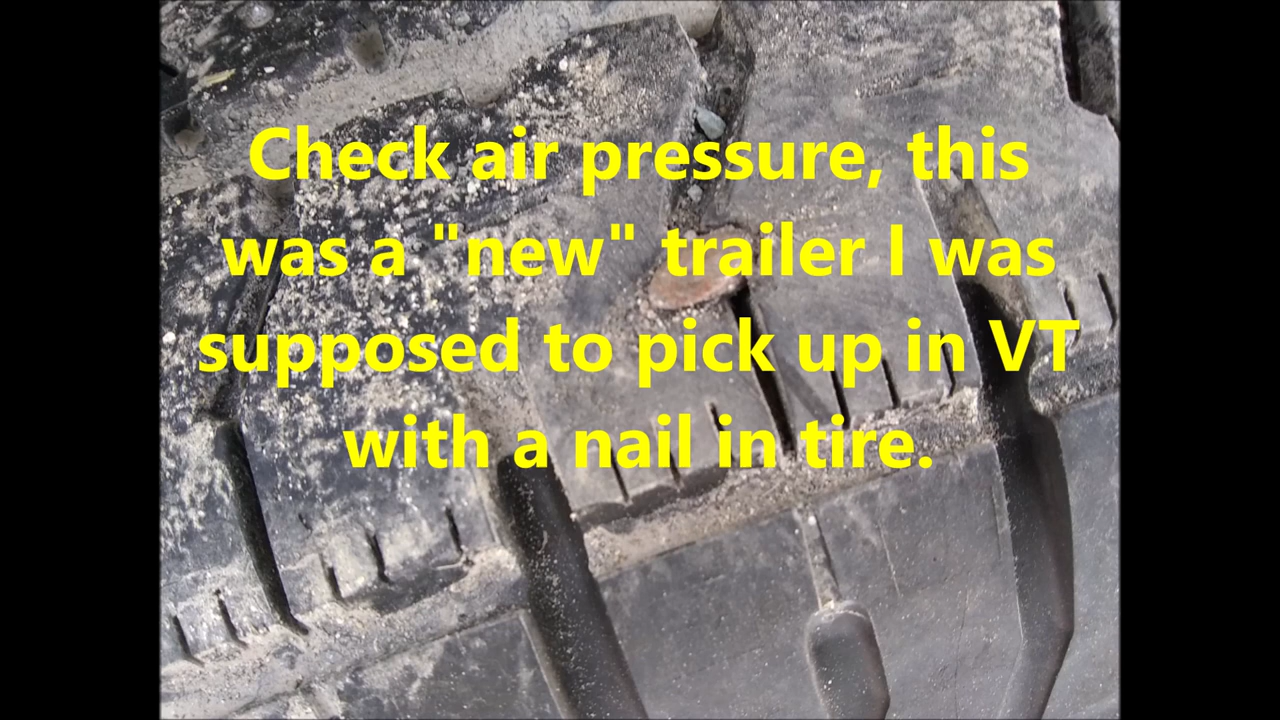 Check air pressure, this
was a "new" trailer I was
supposed to pick up in VT
with a nail in tire.